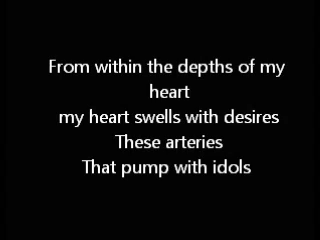 From within the depths of my
heart
my heart swells with desires
These arteries
That pump with idols